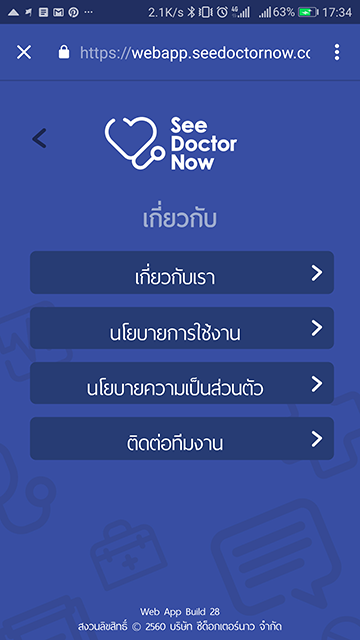 2.1K/s 4G 63% 17:34
https://webapp.seedoctornow.cc
See
Doctor
Now
เกี่ยวกับ
เกี่ยวกับเรา
นโยบายการใช้งาน
นโยบายความเป็นส่วนตัว
ติดต่อทีมงาน
Web App Build 28
สงวนลิขสิทธิ์ © 2560 บริษัท ซีด็อกเตอร์นาว จำกัด